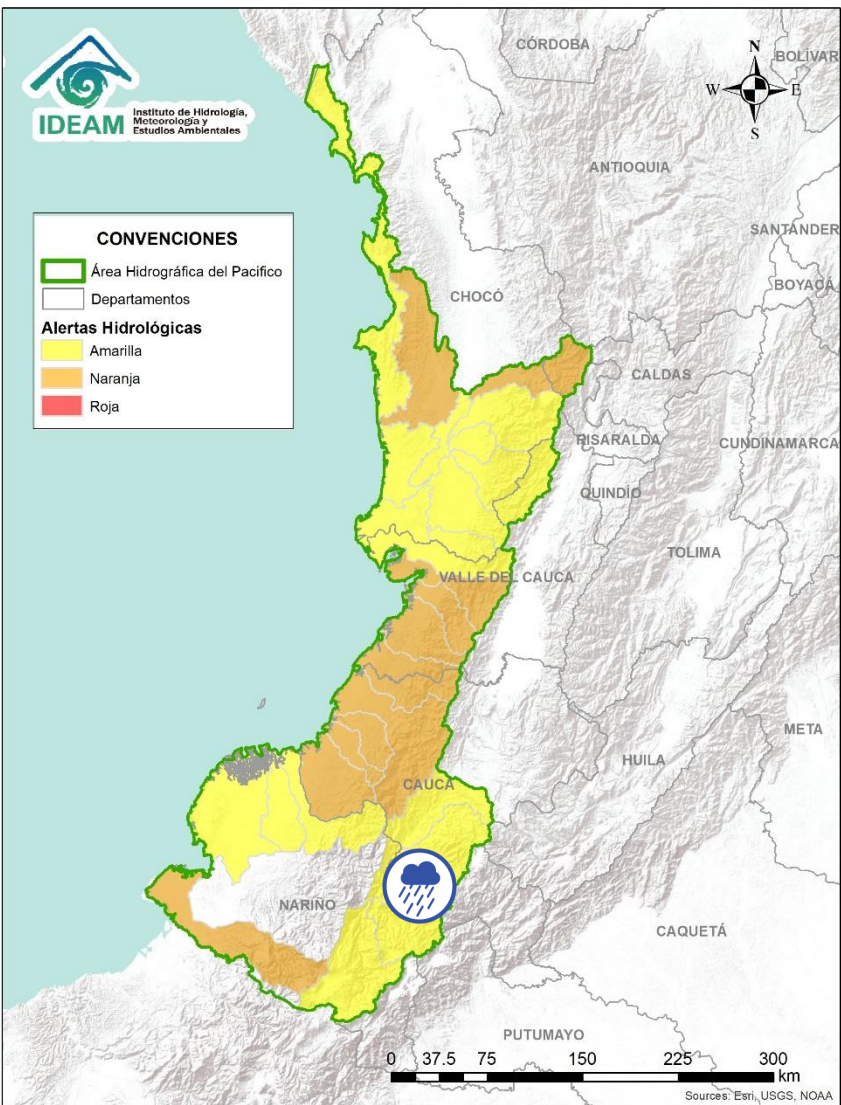 IDEAM
Instituto de Hidrología,
Meteorología y
Estudios Ambientales
CONVENCIONES
Área Hidrográfica del Pacifico
Departamentos
Alertas Hidrológicas
Amarilla
Naranja
Roja
N
W
E
S
CÓRDOBA
BOLÍVAR
ANTIOQUIA
SANTANDER
BOYACÁ
CHOCÓ
CALDAS
RISARALDA
CUNDINAMARCA
QUINDÍO
TOLIMA
VALLE DEL CAUCA
META
HUILA
CAUCA
NARIÑO
CAQUETÁ
PUTUMAYO
0 37.5 75 150 225 300
km
Sources: Esri, USGS, NOAA